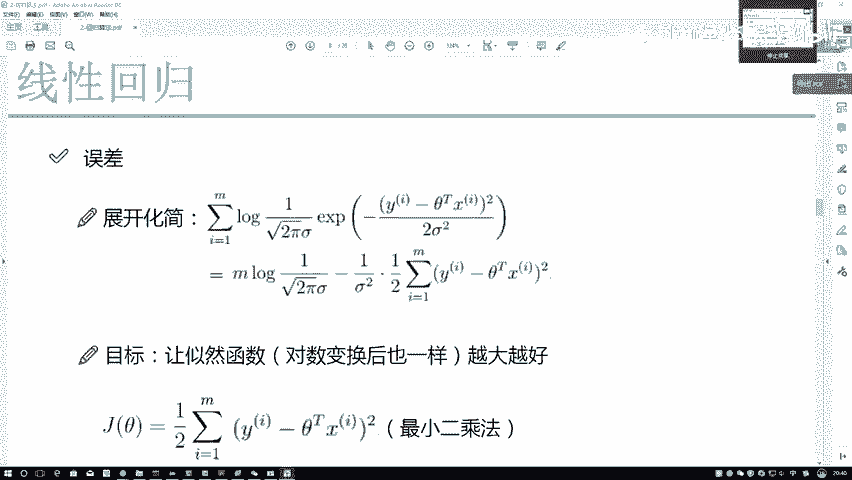 线性回归
误差
展开化简：$\sum_{i=1}^{m} \log \frac{1}{\sqrt{2\pi}\sigma} \exp\left(-\frac{(y^{(i)} - \theta^T x^{(i)})^2}{2\sigma^2}\right)$
$= m \log \frac{1}{\sqrt{2\pi}\sigma} - \frac{1}{\sigma^2} \cdot \frac{1}{2} \sum_{i=1}^{m} (y^{(i)} - \theta^T x^{(i)})^2.$
目标：让似然函数（对数变换后也一样）越大越好
$J(\theta) = \frac{1}{2} \sum_{i=1}^{m} (y^{(i)} - \theta^T x^{(i)})^2$（最小二乘法）
20:40